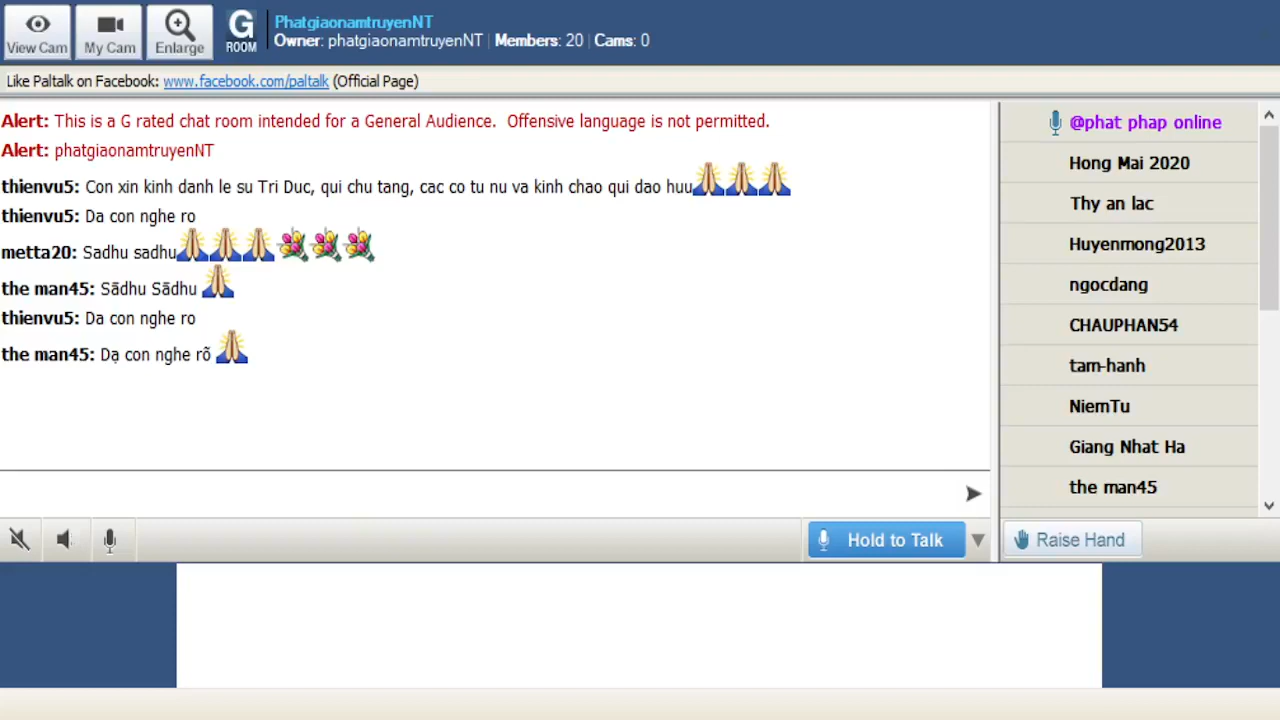 View Cam
My Cam
Enlarge
G
ROOM
PhatgiaonamtruyenNT
Owner: phatgiaonamtruyenNT | Members: 20 | Cams: 0
Like Paltalk on Facebook: www.facebook.com/paltalk (Official Page)
Alert: This is a G rated chat room intended for a General Audience. Offensive language is not permitted.
Alert: phatgiaonamtruyenNT
thienvu5: Con xin kinh danh le su Tri Duc, qui chu tang, cac co tu nu va kinh chao qui dao huu
thienvu5: Da con nghe ro
metta20: Sadhu sadhu
the man45: Sādhu Sādhu
thienvu5: Da con nghe ro
the man45: Dạ con nghe rõ
@phat phap online
Hong Mai 2020
Thy an lac
Huyenmong2013
ngocdang
CHAUPHAN54
tam-hanh
NiemTu
Giang Nhat Ha
the man45
Hold to Talk
Raise Hand